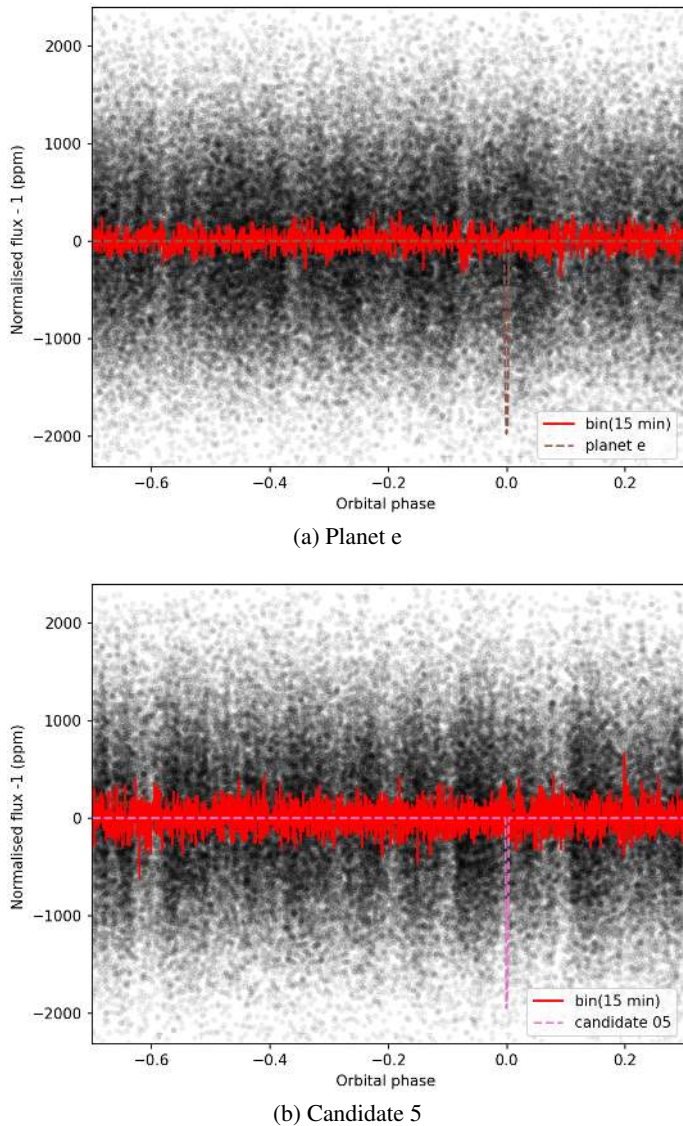 2000
1000
0
−1000
−2000
Normalised flux - 1 (ppm)
bin(15 min)
planet e
−0.6
−0.4
−0.2
0.0
0.2
Orbital phase
(a) Planet e
2000
1000
0
−1000
−2000
Normalised flux -1 (ppm)
bin(15 min)
candidate 05
−0.6
−0.4
−0.2
0.0
0.2
Orbital phase
(b) Candidate 5